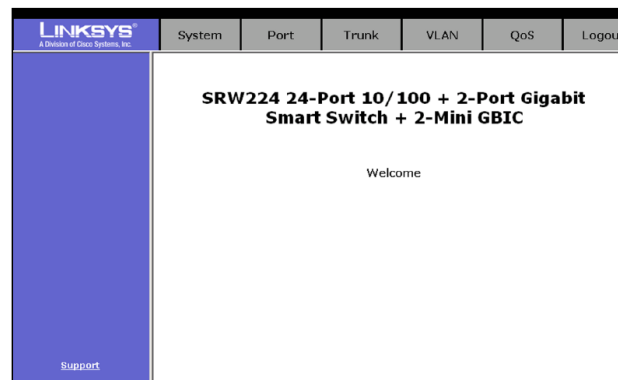 LINKSYS®
A Division of Cisco Systems, Inc.
System
Port
Trunk
VLAN
QoS
Logou
SRW224 24-Port 10/100 + 2-Port Gigabit
Smart Switch + 2-Mini GBIC
Welcome
Support